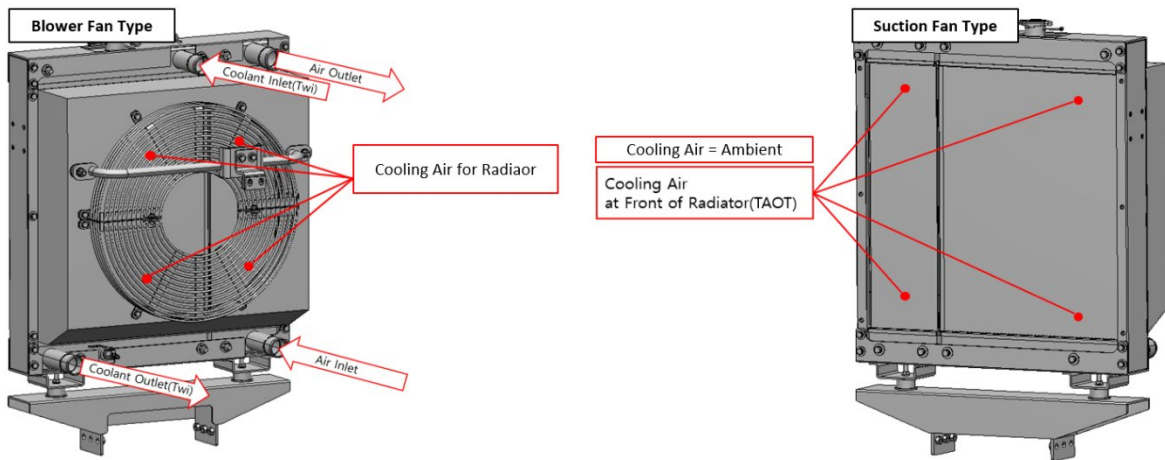 Blower Fan Type
Coolant Inlet(Twi)
Air Outlet
Cooling Air for Radiaor
Coolant Outlet(Twi)
Air Inlet
Suction Fan Type
Cooling Air = Ambient
Cooling Air
at Front of Radiator(TAOT)